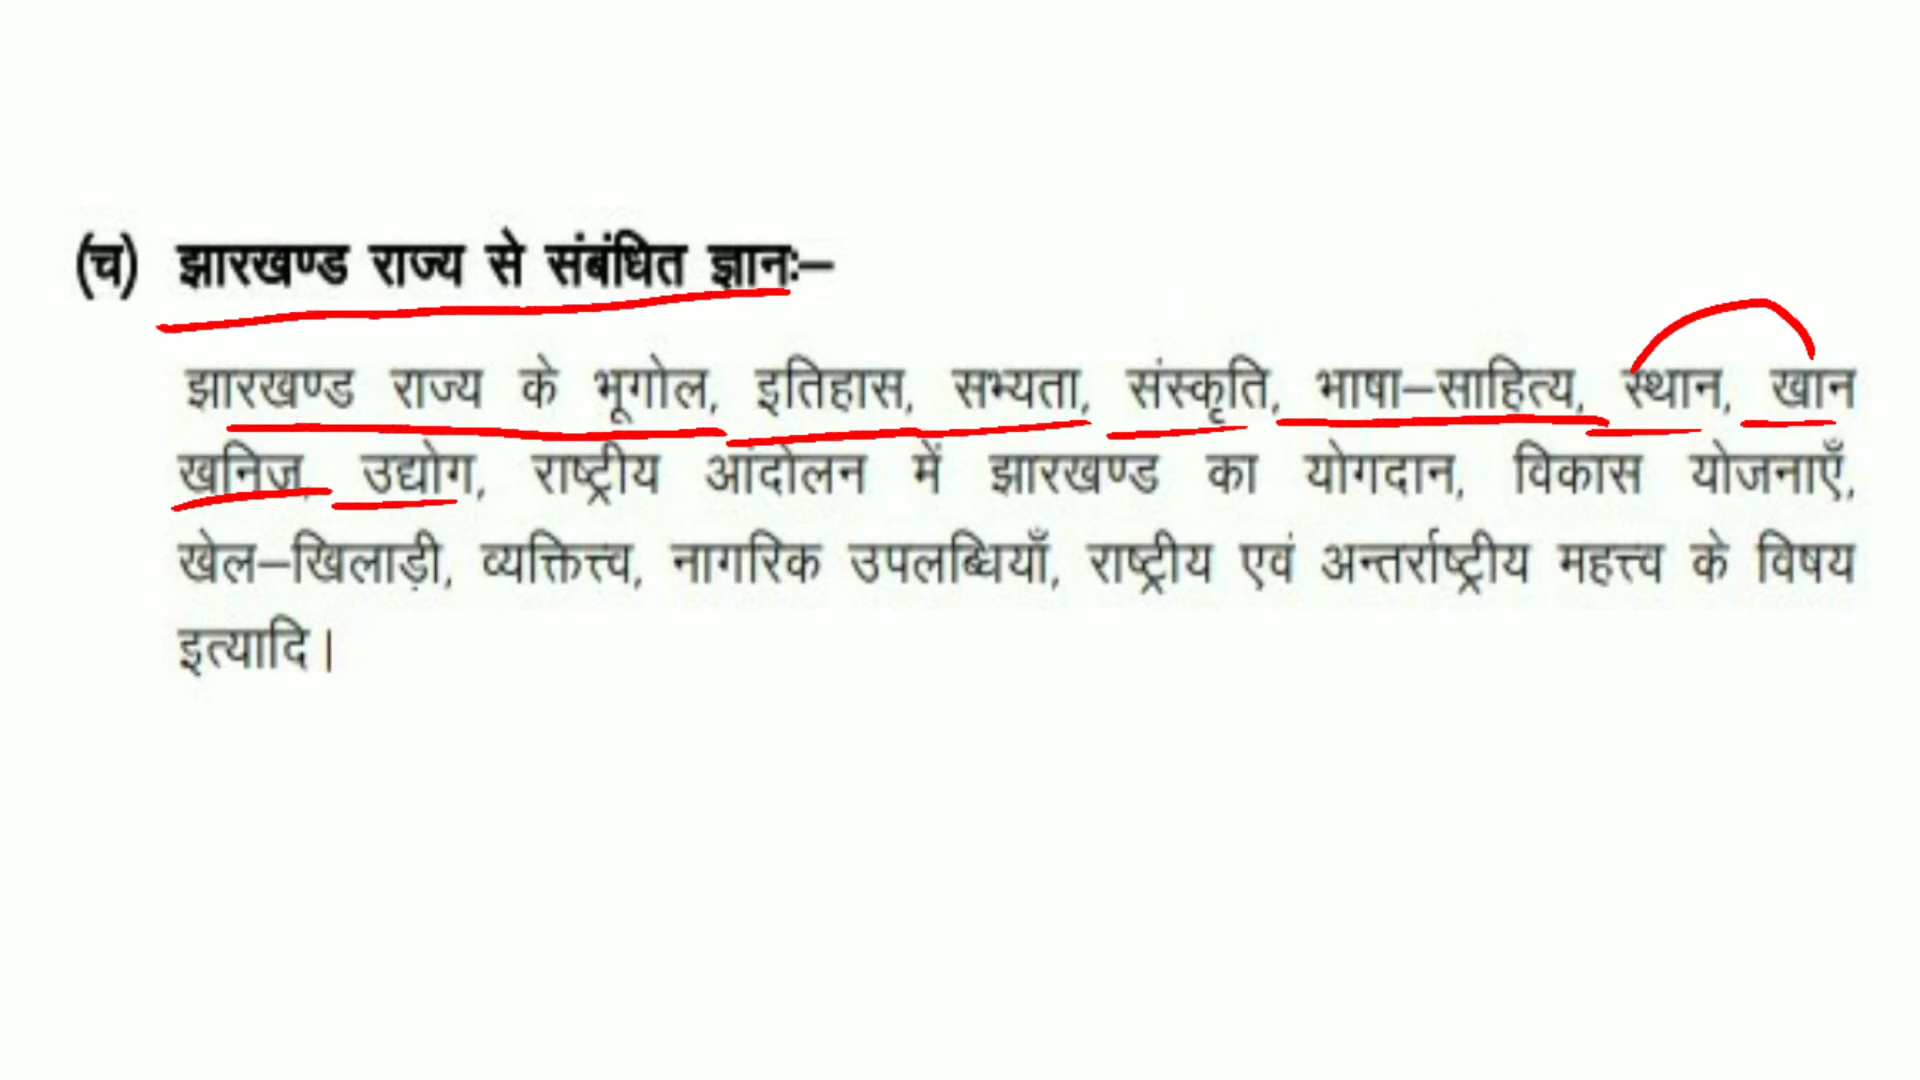 (च) झारखण्ड राज्य से संबंधित ज्ञानः–
झारखण्ड राज्य के भूगोल, इतिहास, सभ्यता, संस्कृति, भाषा–साहित्य, स्थान, खान
खनिज, उद्योग, राष्ट्रीय आंदोलन में झारखण्ड का योगदान, विकास योजनाएँ,
खेल–खिलाड़ी, व्यक्तित्त्व, नागरिक उपलब्धियाँ, राष्ट्रीय एवं अन्तर्राष्ट्रीय महत्त्व के विषय
इत्यादि।